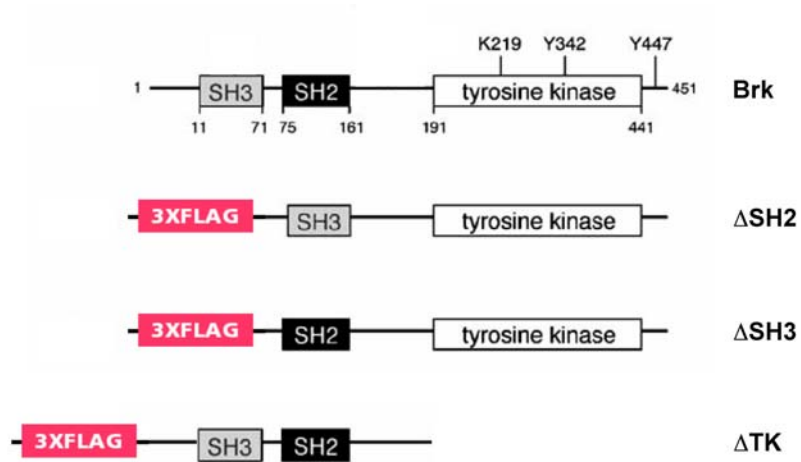 K219 Y342 Y447
1 SH3 SH2 tyrosine kinase 451 Brk
11 71 75 161 191 441
3XFLAG SH3 tyrosine kinase ΔSH2
3XFLAG SH2 tyrosine kinase ΔSH3
3XFLAG SH3 SH2 ΔTK